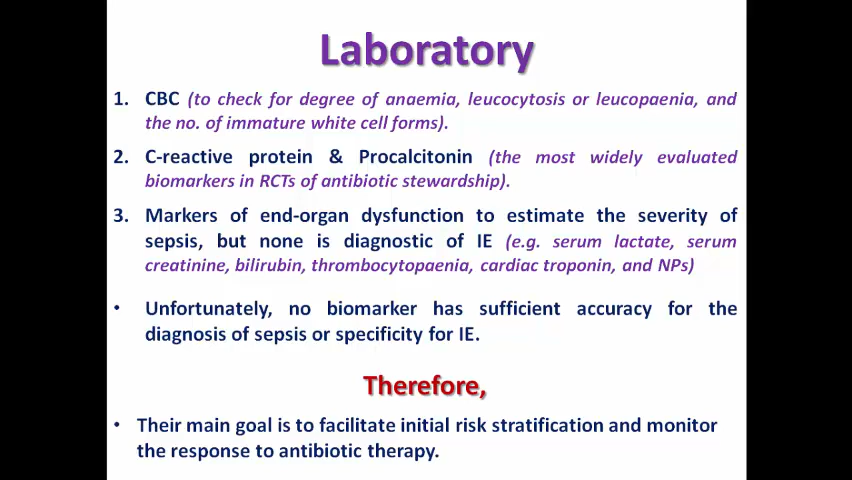 Laboratory
1. CBC (to check for degree of anaemia, leucocytosis or leucopaenia, and
the no. of immature white cell forms).
2. C-reactive protein & Procalcitonin (the most widely evaluated
biomarkers in RCTs of antibiotic stewardship).
3. Markers of end-organ dysfunction to estimate the severity of
sepsis, but none is diagnostic of IE (e.g. serum lactate, serum
creatinine, bilirubin, thrombocytopaenia, cardiac troponin, and NPs)
• Unfortunately, no biomarker has sufficient accuracy for the
diagnosis of sepsis or specificity for IE.
Therefore,
• Their main goal is to facilitate initial risk stratification and monitor
the response to antibiotic therapy.